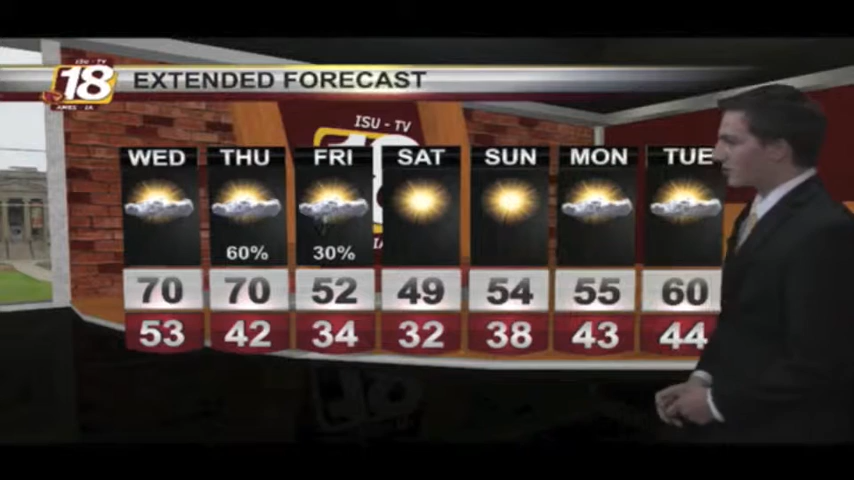 ISU - TV
18
AMES - IA
EXTENDED FORECAST
ISU - TV
WED THU FRI SAT SUN MON TUE
60% 30%
70 70 52 49 54 55 60
53 42 34 32 38 43 44